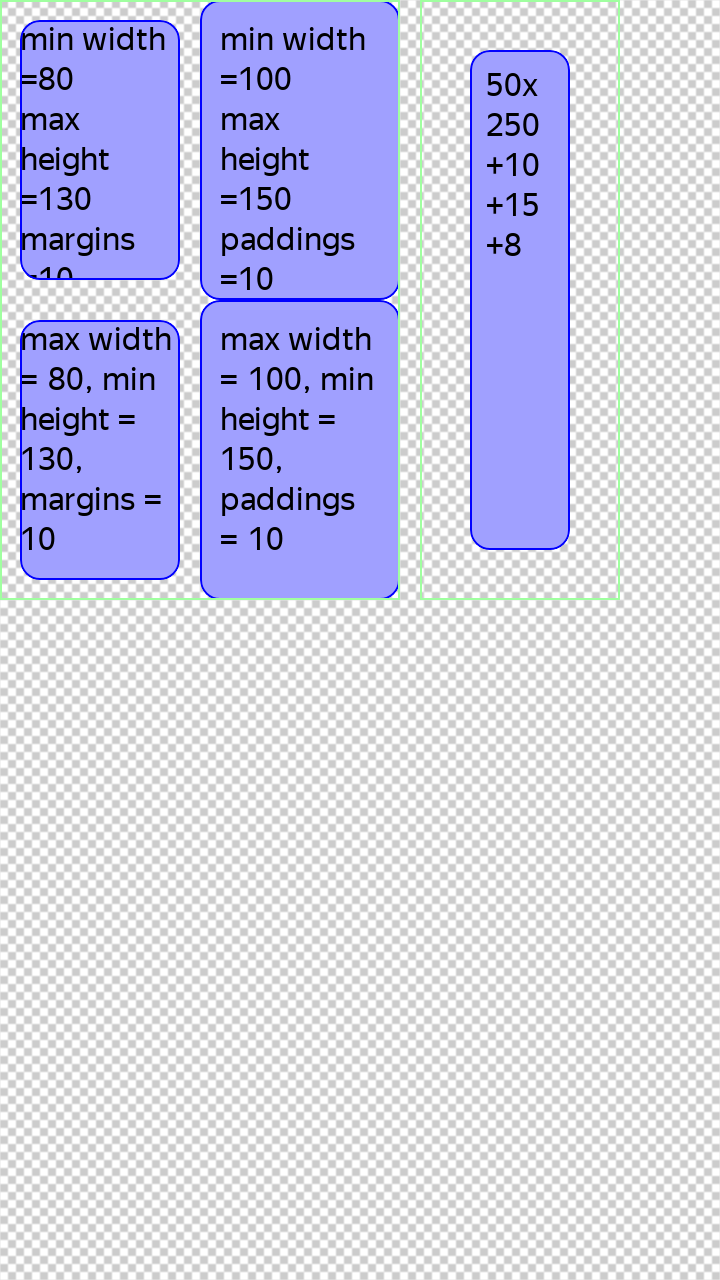 min width
=80
max
height
=130
margins
=10
min width
=100
max
height
=150
paddings
=10
50x
250
+10
+15
+8
max width
= 80, min
height =
130,
margins =
10
max width
= 100, min
height =
150,
paddings
= 10